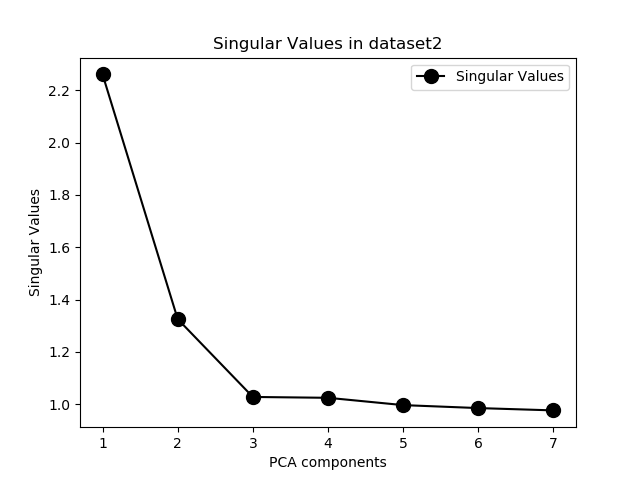 Singular Values in dataset2
Singular Values
2.2
2.0
1.8
1.6
1.4
1.2
1.0
Singular Values
1 2 3 4 5 6 7
PCA components